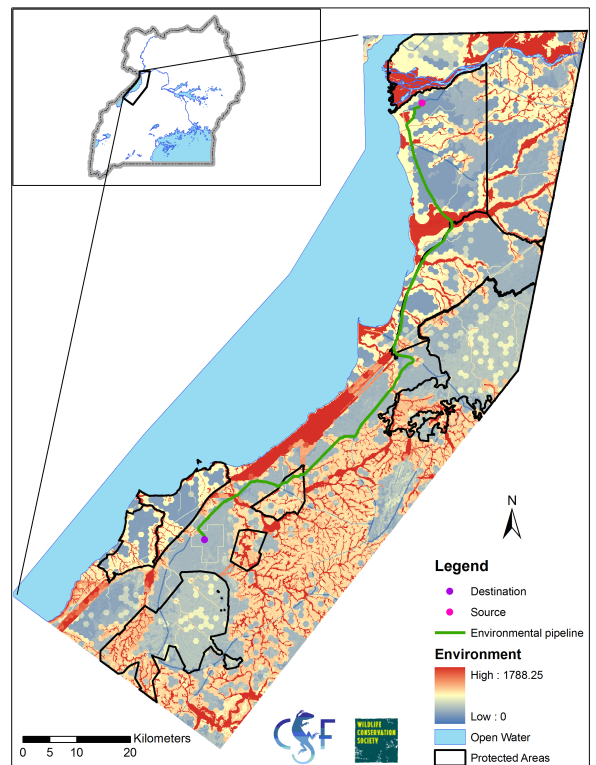 N
Legend
Destination
Source
Environmental pipeline
Environment
High : 1788.25
Low : 0
Open Water
Protected Areas
Kilometers
0 5 10 20
CSF
WILDLIFE
CONSERVATION
SOCIETY